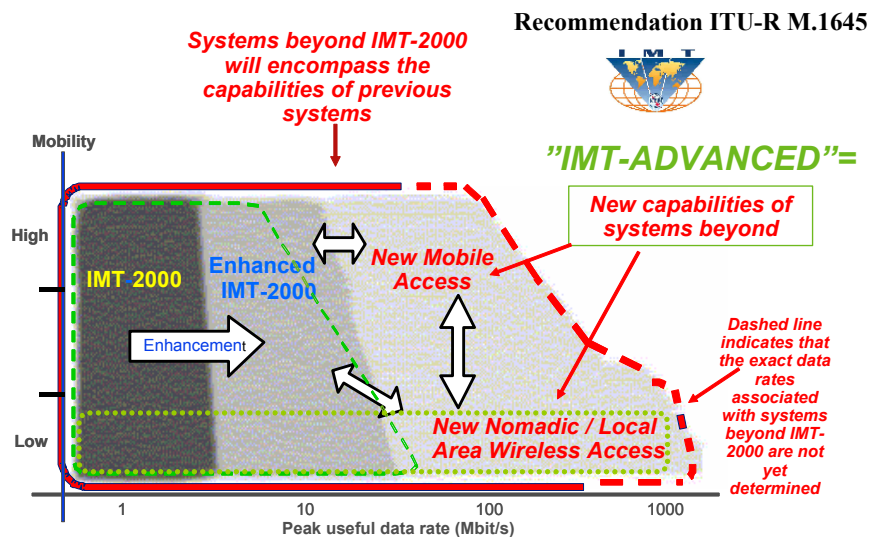 Recommendation ITU-R M.1645
I M T
Systems beyond IMT-2000
will encompass the
capabilities of previous
systems
Mobility
”IMT-ADVANCED”=
New capabilities of
systems beyond
High
IMT-2000
Enhanced
IMT-2000
New Mobile
Access
Enhancement
Dashed line
indicates that
the exact data
rates
associated
with systems
beyond IMT-
2000 are not
yet
determined
Low
New Nomadic / Local
Area Wireless Access
1
10
100
1000
Peak useful data rate (Mbit/s)